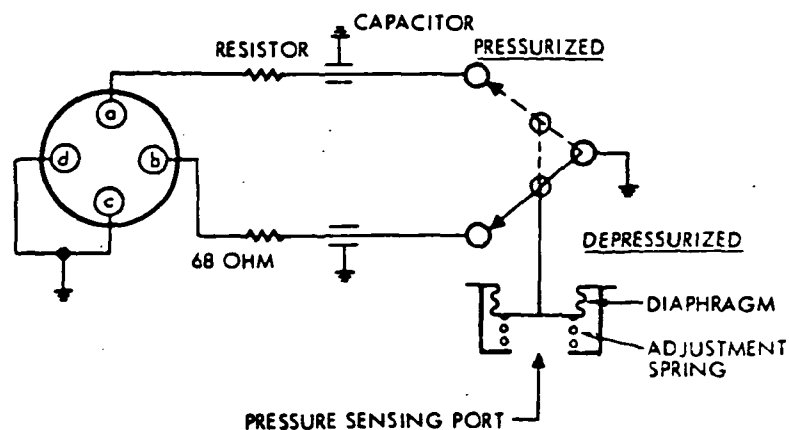 CAPACITOR
RESISTOR
PRESSURIZED
a
d
b
c
68 OHM
DEPRESSURIZED
DIAPHRAGM
ADJUSTMENT
SPRING
PRESSURE SENSING PORT